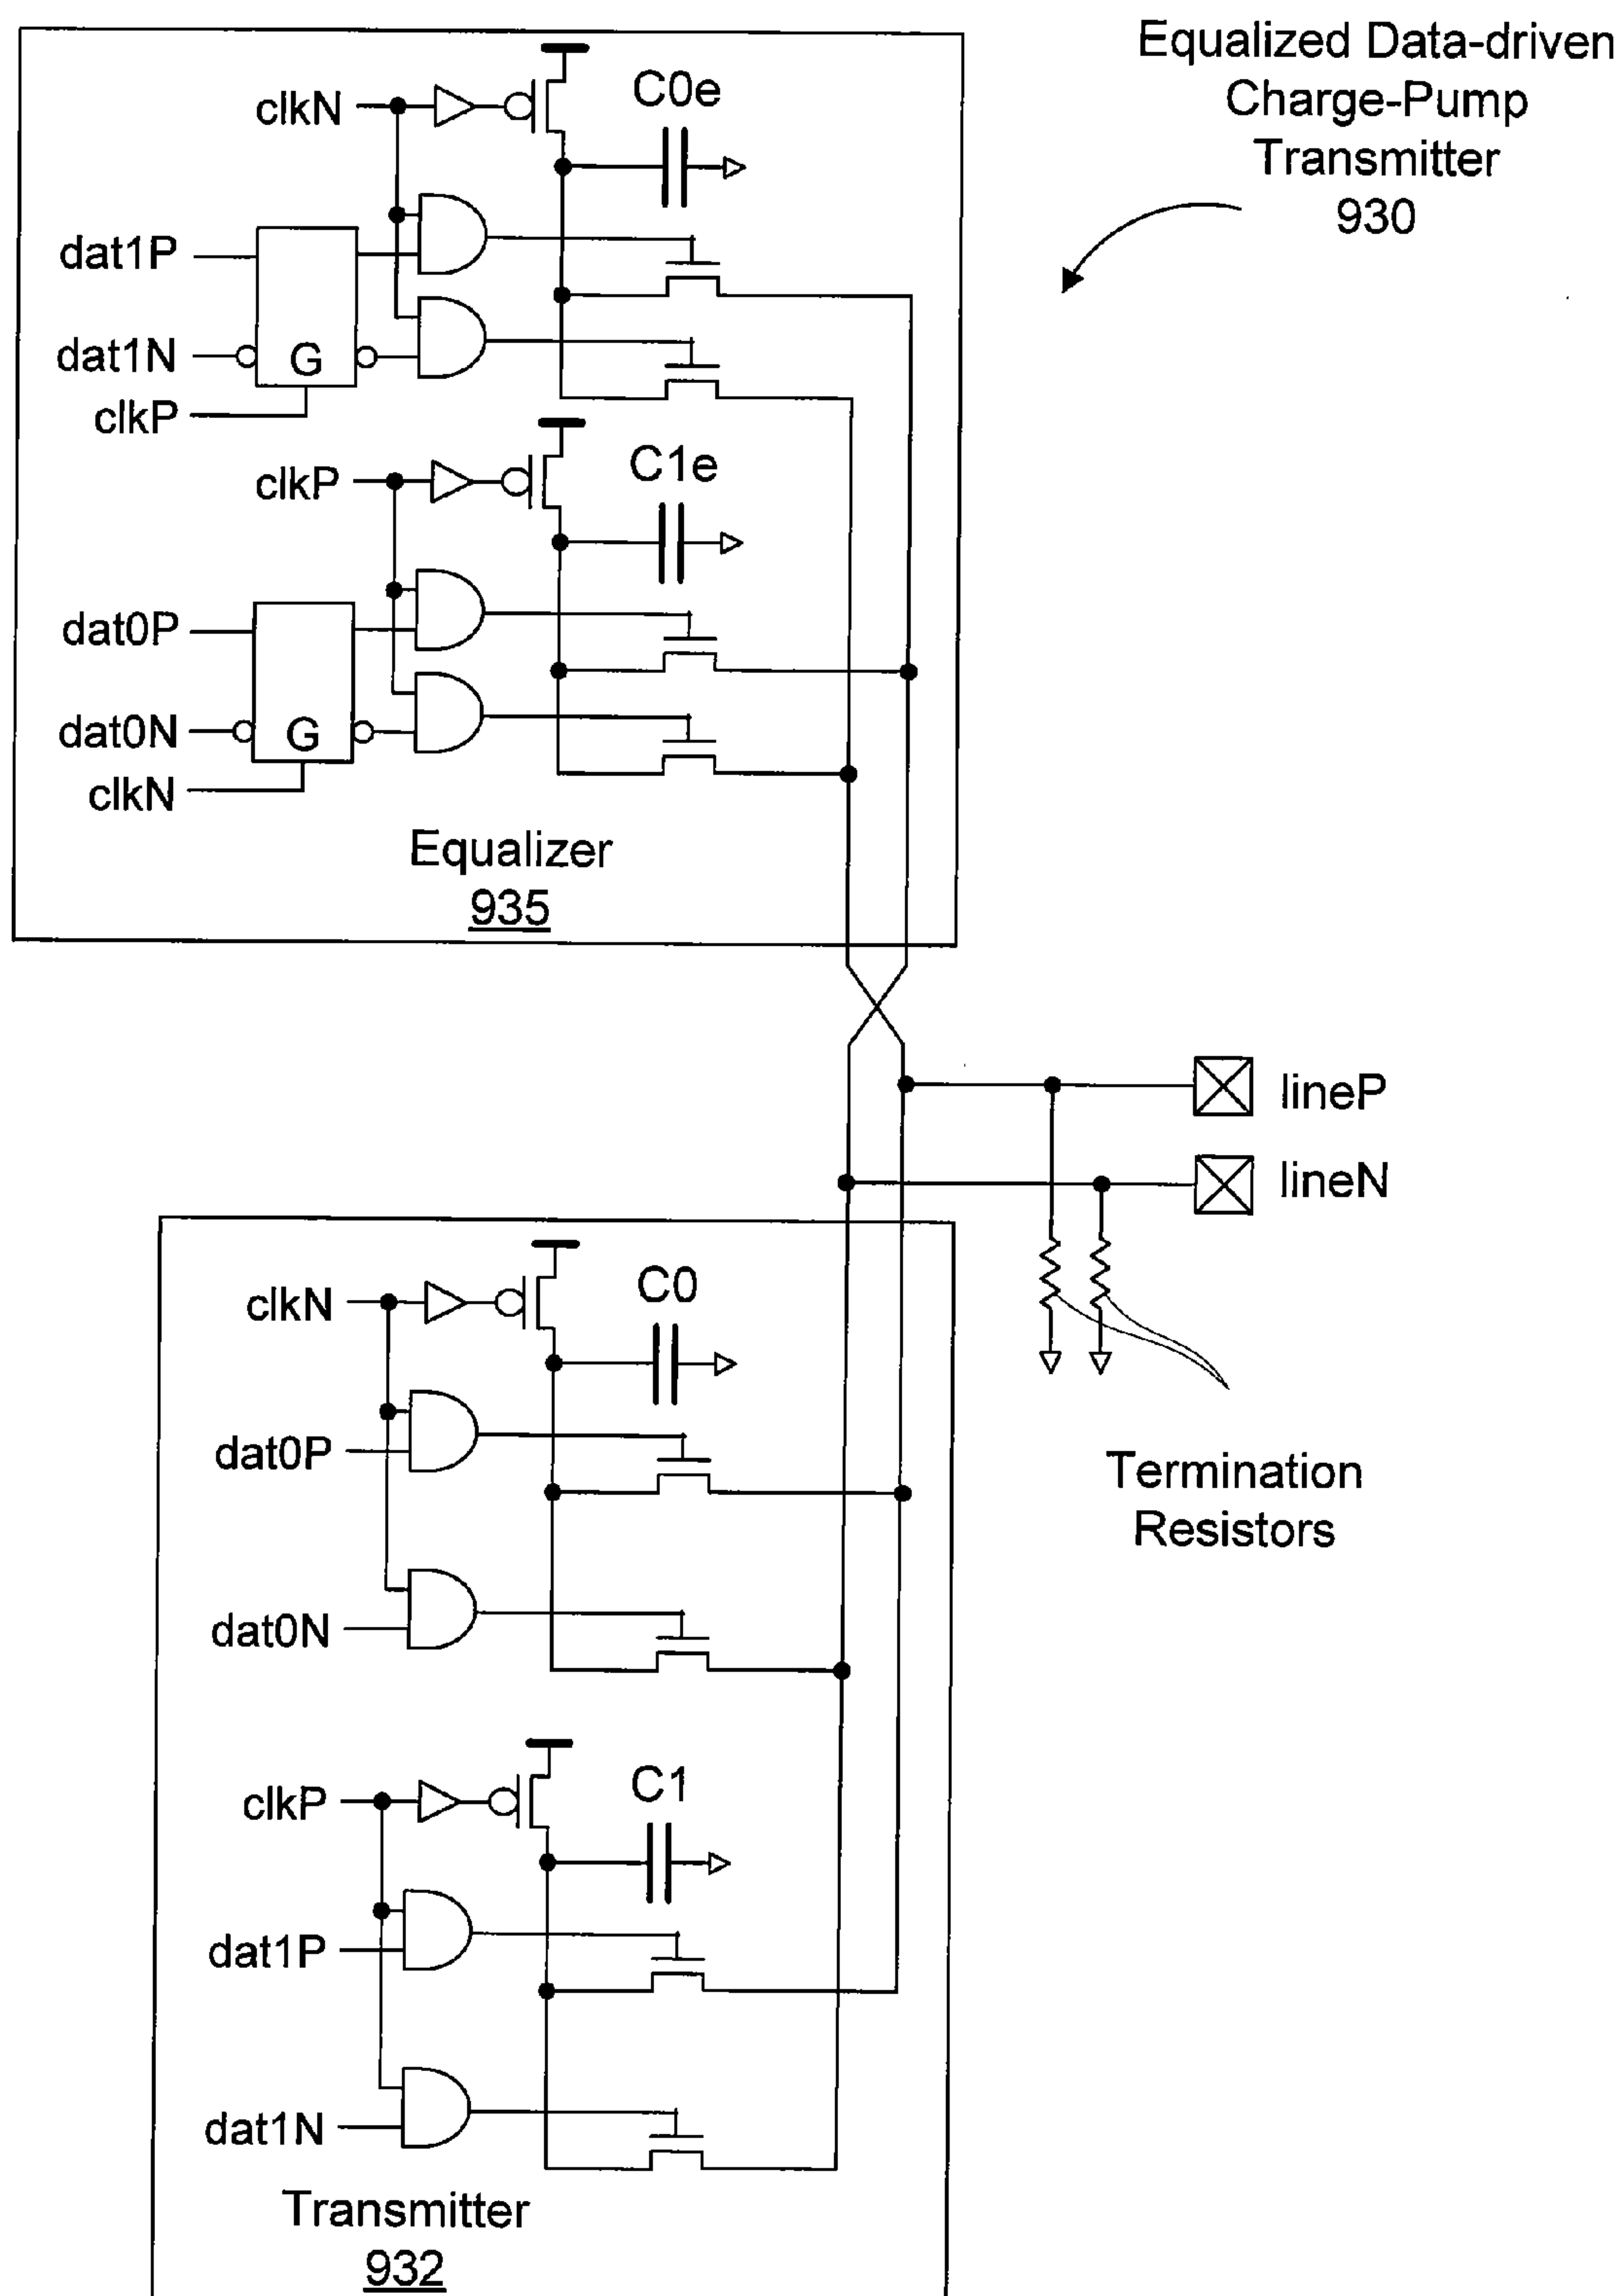 Equalized Data-driven
Charge-Pump
Transmitter
930
clkN
C0e
dat1P
dat1N
G
clkP
clkP
C1e
dat0P
dat0N
G
clkN
Equalizer
935
lineP
lineN
clkN
C0
dat0P
dat0N
Termination
Resistors
clkP
C1
dat1P
dat1N
Transmitter
932